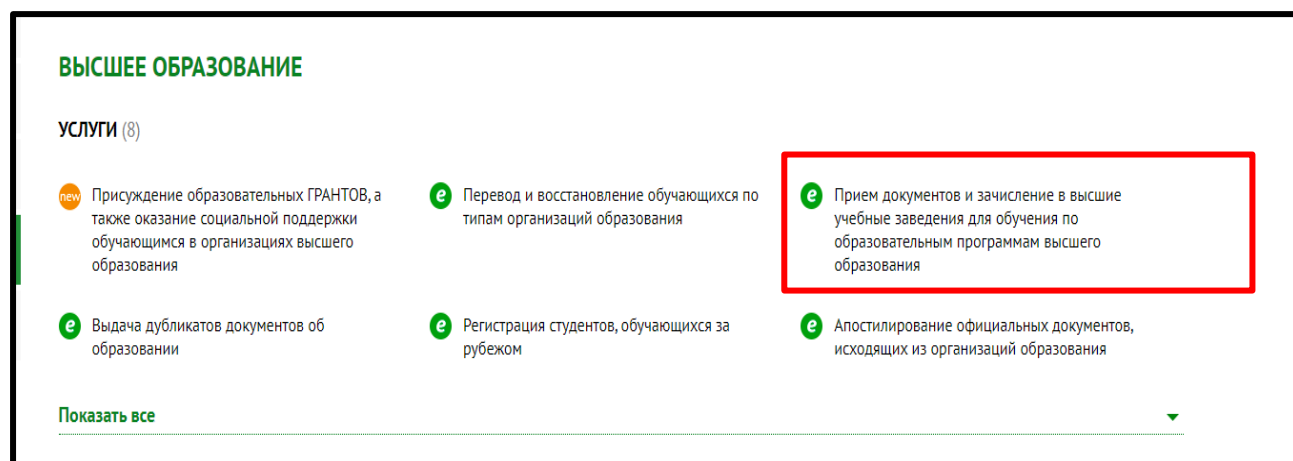 ВЫСШЕЕ ОБРАЗОВАНИЕ
УСЛУГИ (8)
new Присуждение образовательных ГРАНТОВ, а
также оказание социальной поддержки
обучающимся в организациях высшего
образования
e Перевод и восстановление обучающихся по
типам организаций образования
e Прием документов и зачисление в высшие
учебные заведения для обучения по
образовательным программам высшего
образования
e Выдача дубликатов документов об
образовании
e Регистрация студентов, обучающихся за
рубежом
e Апостилирование официальных документов,
исходящих из организаций образования
Показать все